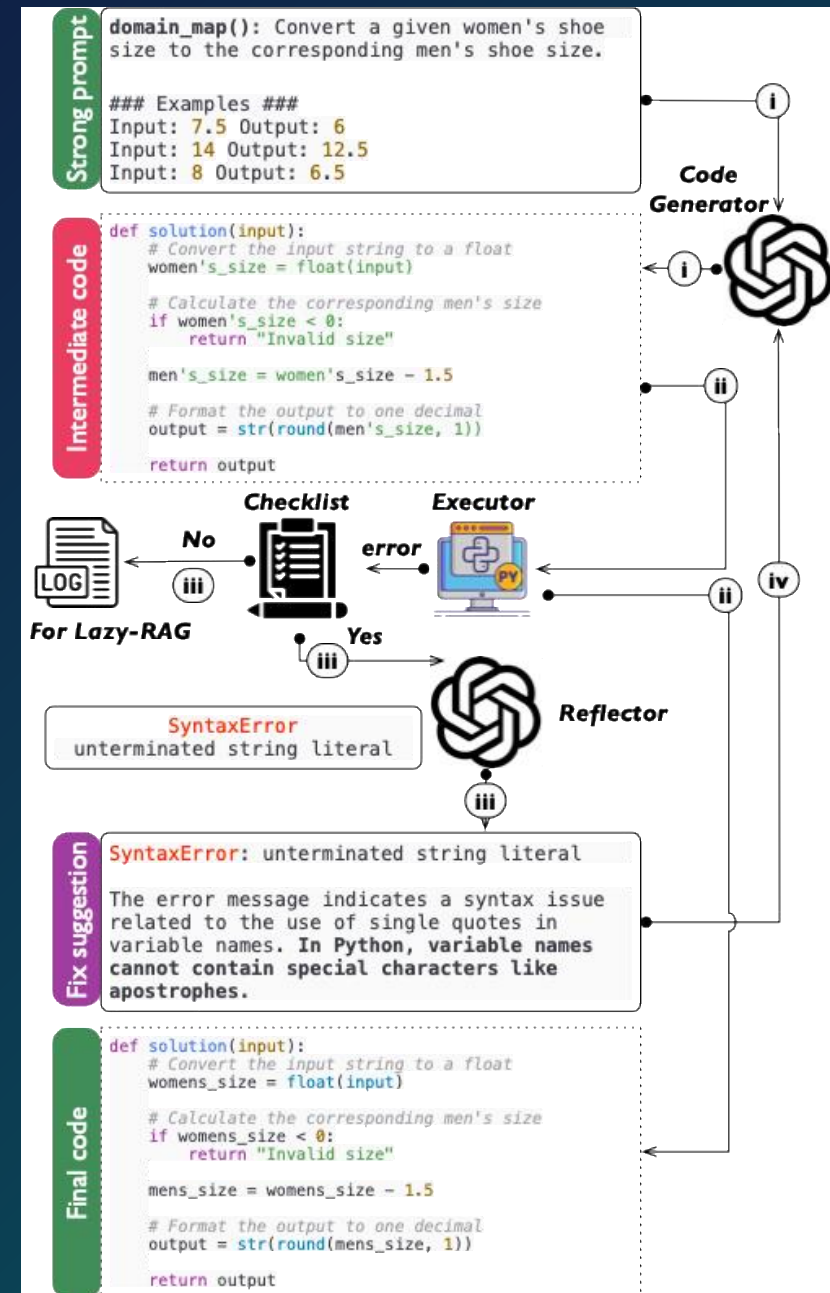 Strong prompt
domain_map(): Convert a given women's shoe
size to the corresponding men's shoe size.
### Examples ###
Input: 7.5 Output: 6
Input: 14 Output: 12.5
Input: 8 Output: 6.5
i
Code
Generator
Intermediate code
def solution(input):
    # Convert the input string to a float
    women's_size = float(input)
    # Calculate the corresponding men's size
    if women's_size < 0:
        return "Invalid size"
    men's_size = women's_size - 1.5
    # Format the output to one decimal
    output = str(round(men's_size, 1))
    return output
i
ii
Checklist
Executor
No
error
LOG
iii
PY
ii
iv
For Lazy-RAG
Yes
iii
Reflector
SyntaxError
unterminated string literal
iii
Fix suggestion
SyntaxError: unterminated string literal
The error message indicates a syntax issue
related to the use of single quotes in
variable names. In Python, variable names
cannot contain special characters like
apostrophes.
Final code
def solution(input):
    # Convert the input string to a float
    womens_size = float(input)
    # Calculate the corresponding men's size
    if womens_size < 0:
        return "Invalid size"
    mens_size = womens_size - 1.5
    # Format the output to one decimal
    output = str(round(mens_size, 1))
    return output